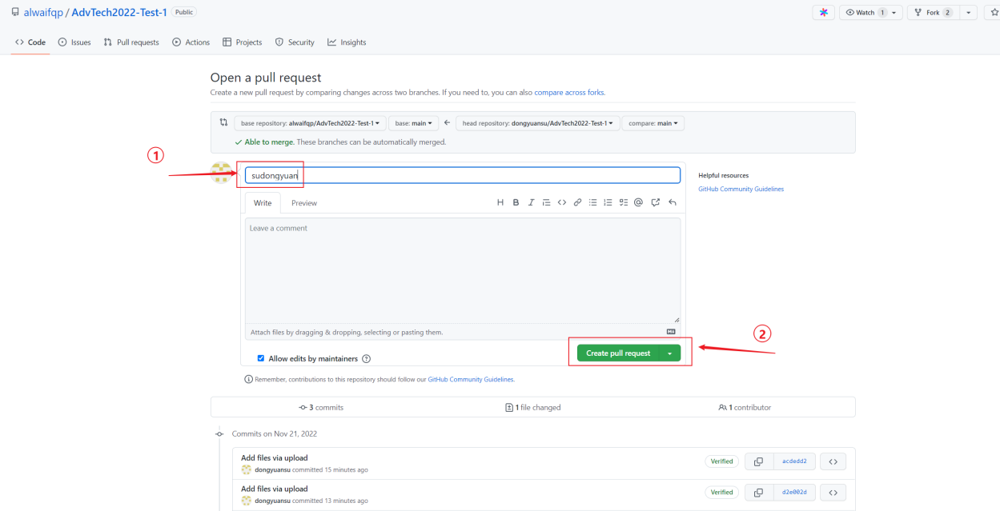 alwaifqp / AdvTech2022-Test-1 Public
Watch 1 Fork 2
Code Issues Pull requests Actions Projects Security Insights
Open a pull request
Create a new pull request by comparing changes across two branches. If you need to, you can also compare across forks.
base repository: alwaifqp/AdvTech2022-Test-1 base: main head repository: dongyuansu/AdvTech2022-Test-1 compare: main
Able to merge. These branches can be automatically merged.
①
sudongyuan
Helpful resources
GitHub Community Guidelines
Write Preview
Leave a comment
Attach files by dragging & dropping, selecting or pasting them.
②
Create pull request
Allow edits by maintainers
Remember, contributions to this repository should follow our GitHub Community Guidelines.
3 commits 1 file changed 1 contributor
Commits on Nov 21, 2022
Add files via upload
dongyuansu committed 15 minutes ago
Verified acdedd2
Add files via upload
dongyuansu committed 13 minutes ago
Verified d2e002d